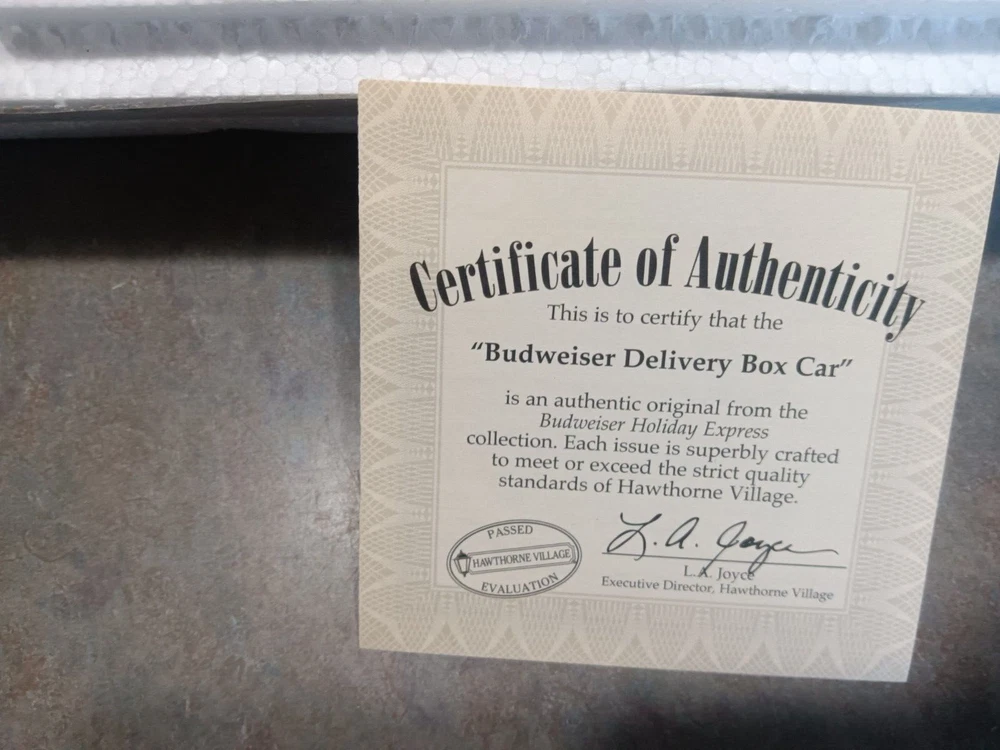 Certificate of Authenticity
This is to certify that the
“Budweiser Delivery Box Car”
is an authentic original from the
Budweiser Holiday Express
collection. Each issue is superbly crafted
to meet or exceed the strict quality
standards of Hawthorne Village.
PASSED
HAWTHORNE VILLAGE
EVALUATION
L. A. Joyce
L.A. Joyce
Executive Director, Hawthorne Village